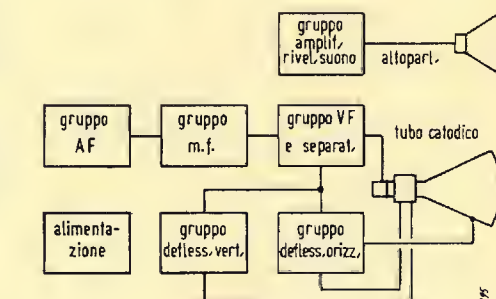 gruppo
amplif,
rivel, suono
altoparl,
gruppo
AF
gruppo
m.f.
gruppo VF
e separat,
tubo catodico
alimenta-
zione
gruppo
defless, vert,
gruppo
defless, orizz,